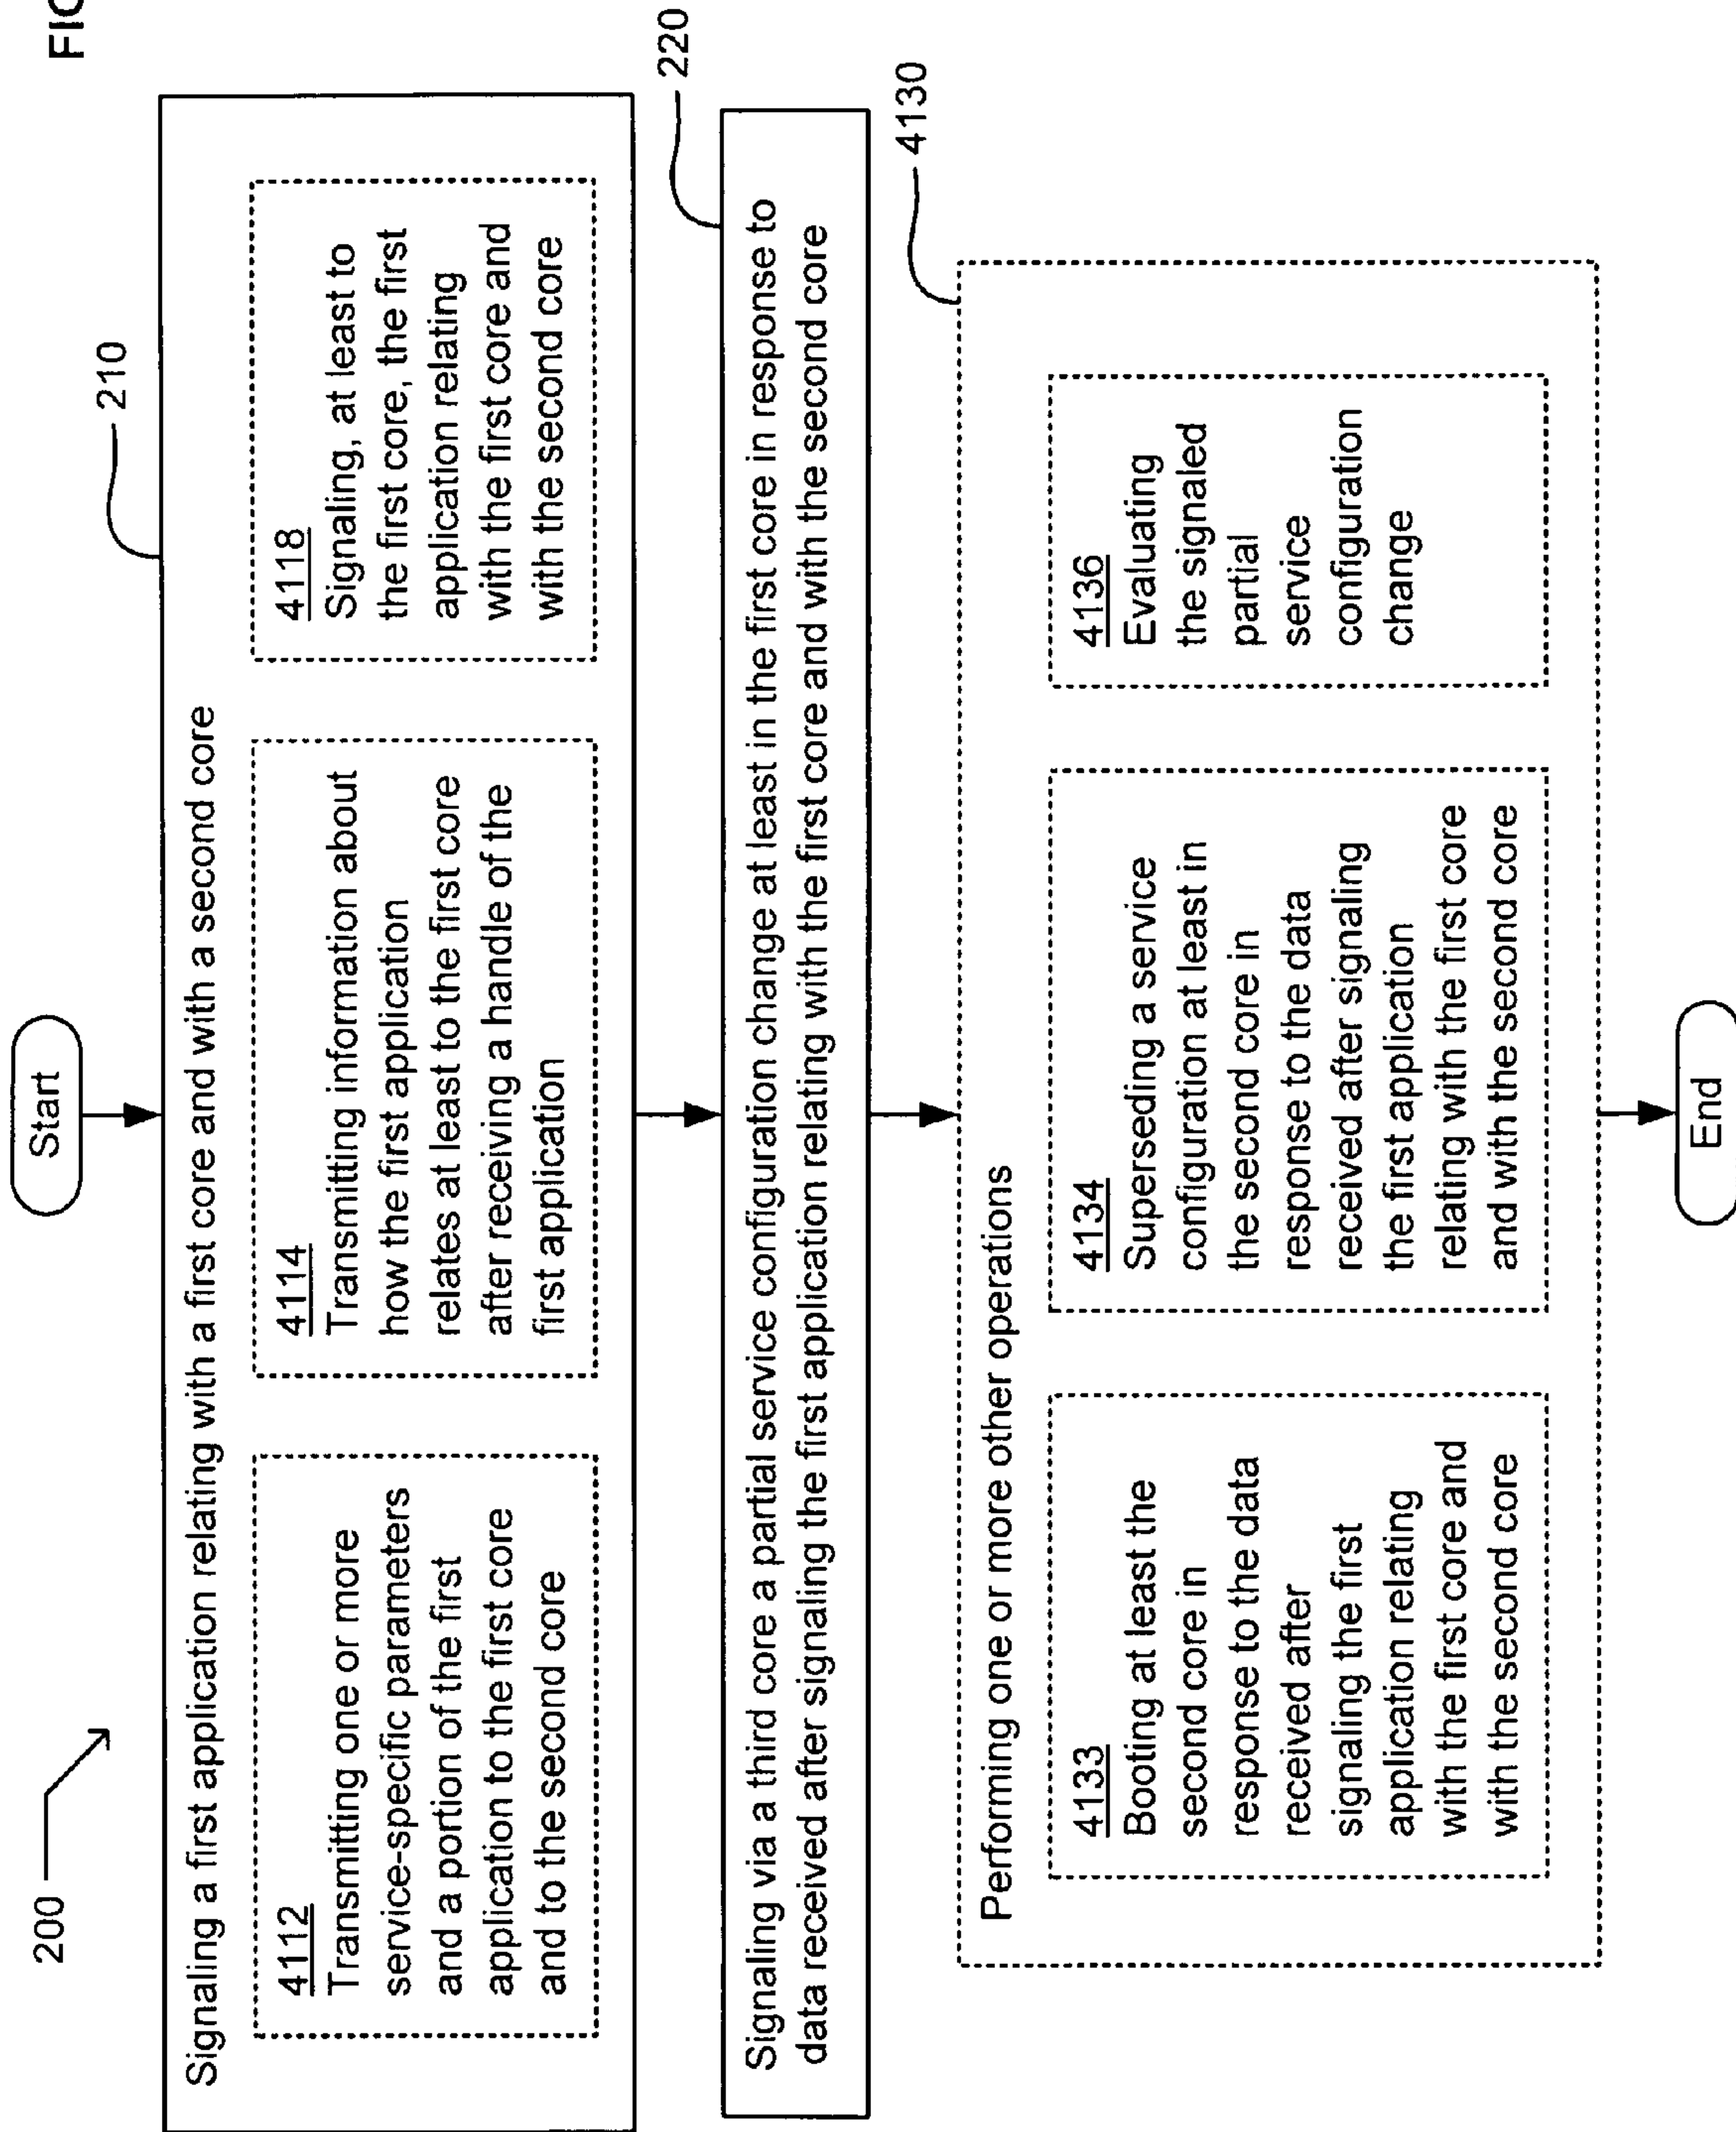 FIG
200
Start
210
Signaling a first application relating with a first core and with a second core
4112
Transmitting one or more
service-specific parameters
and a portion of the first
application to the first core
and to the second core
4114
Transmitting information about
how the first application
relates at least to the first core
after receiving a handle of the
first application
4118
Signaling, at least to
the first core, the first
application relating
with the first core and
with the second core
220
Signaling via a third core a partial service configuration change at least in the first core in response to
data received after signaling the first application relating with the first core and with the second core
4130
Performing one or more other operations
4133
Booting at least the
second core in
response to the data
received after
signaling the first
application relating
with the first core and
with the second core
4134
Superseding a service
configuration at least in
the second core in
response to the data
received after signaling
the first application
relating with the first core
and with the second core
4136
Evaluating
the signaled
partial
service
configuration
change
End